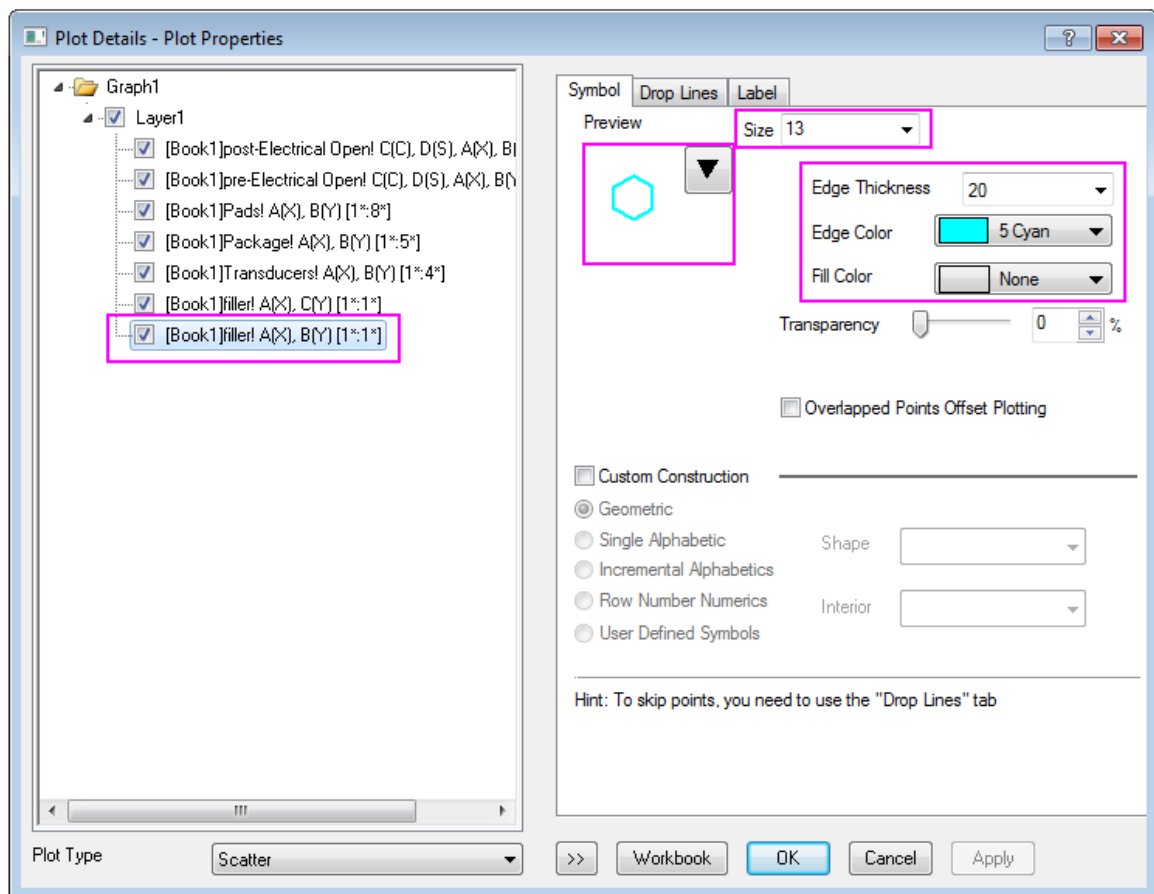 Plot Details - Plot Properties
Graph1
Layer1
[Book1]post-Electrical Open! C(C), D(S), A(X), B(
[Book1]pre-Electrical Open! C(C), D(S), A(X), B(Y
[Book1]Pads! A(X), B(Y) [1*:8*]
[Book1]Package! A(X), B(Y) [1*:5*]
[Book1]Transducers! A(X), B(Y) [1*:4*]
[Book1]filler! A(X), C(Y) [1*:1*]
[Book1]filler! A(X), B(Y) [1*:1*]
Symbol Drop Lines Label
Preview
Size 13
Edge Thickness 20
Edge Color 5 Cyan
Fill Color None
Transparency 0 %
Overlapped Points Offset Plotting
Custom Construction
Geometric
Single Alphabetic
Shape
Incremental Alphabetics
Row Number Numerics
Interior
User Defined Symbols
Hint: To skip points, you need to use the "Drop Lines" tab
Plot Type Scatter >> Workbook OK Cancel Apply